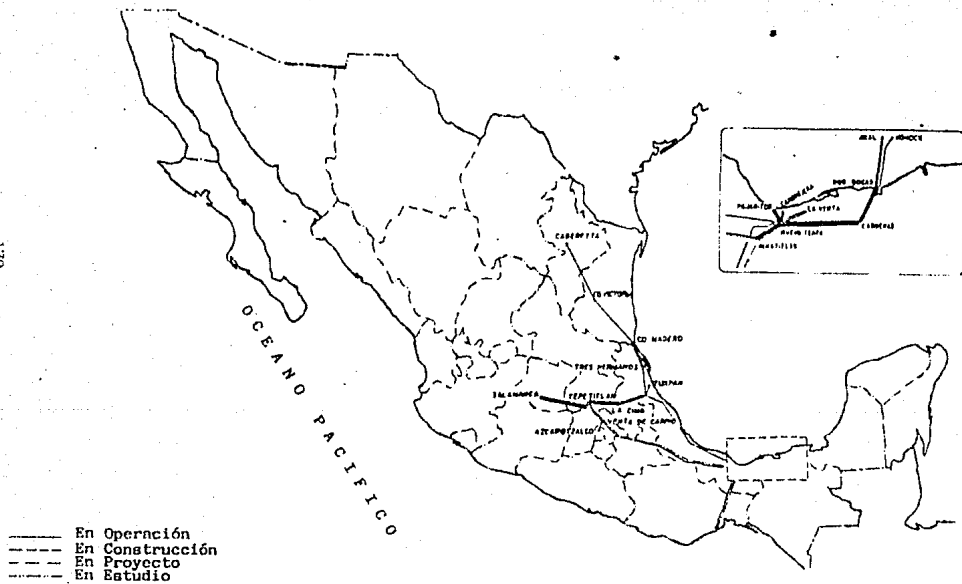 CADEREYTA
CD VICTORIA
CD MADERO
TRES HERMANOS
TUXPAN
SALAMANCA
TEPETITLAN
LA CIMA
VENTA DE CARPIO
AZCAPOTZALCO
OCEANO PACIFICO
DOS BOCAS
LA VENTA
NUEVO TEAPA
CARDENAS
En Operación
En Construcción
En Proyecto
En Estudio